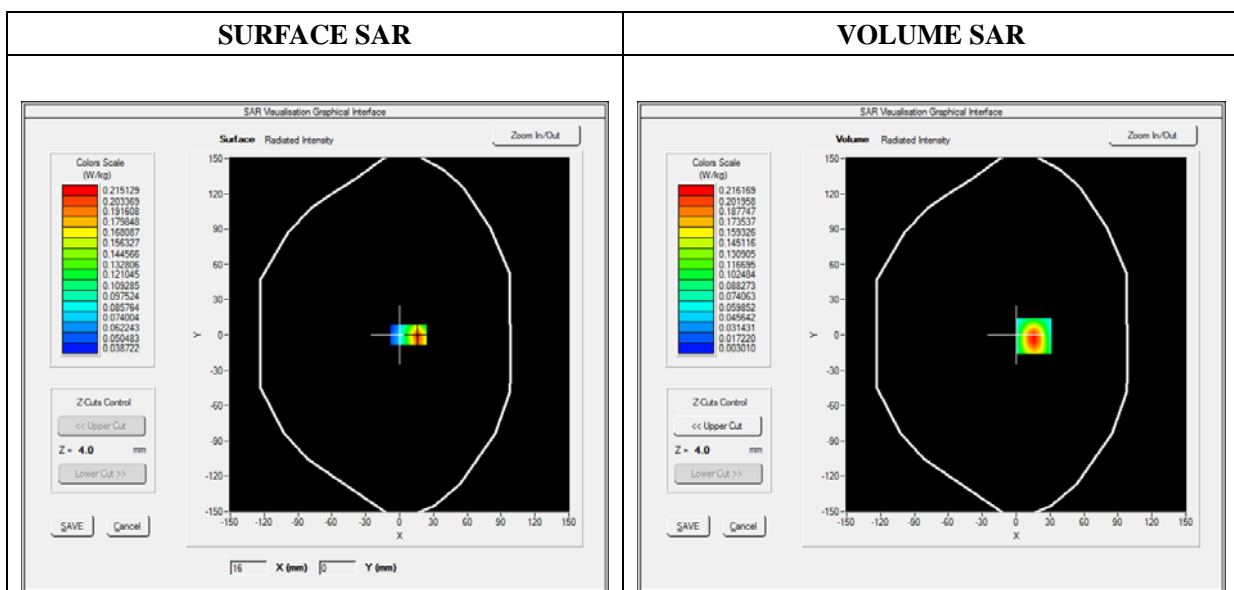 SURFACE SAR
VOLUME SAR
SAR Visualisation Graphical Interface
Surface Radiated Intensity
Zoom In/Out
Colors Scale
(W/kg)
0.215129
0.203369
0.191608
0.179848
0.168087
0.156327
0.144566
0.132806
0.121045
0.109285
0.097524
0.085764
0.074004
0.062243
0.050483
0.038722
Z-Cuts Control
<< Upper Cut
Z = 4.0 mm
Lower Cut >>
SAVE Cancel
150
120
90
60
30
0
-30
-60
-90
-120
-150
Y
-150 -120 -90 -60 -30 0 30 60 90 120 150
X
16 X (mm) 0 Y (mm)
SAR Visualisation Graphical Interface
Volume Radiated Intensity
Zoom In/Out
Colors Scale
(W/kg)
0.216169
0.201958
0.187747
0.173537
0.159326
0.145116
0.130905
0.116695
0.102484
0.088273
0.074063
0.059852
0.045642
0.031431
0.017220
0.003010
Z-Cuts Control
<< Upper Cut
Z = 4.0 mm
Lower Cut >>
SAVE Cancel
150
120
90
60
30
0
-30
-60
-90
-120
-150
Y
-150 -120 -90 -60 -30 0 30 60 90 120 150
X